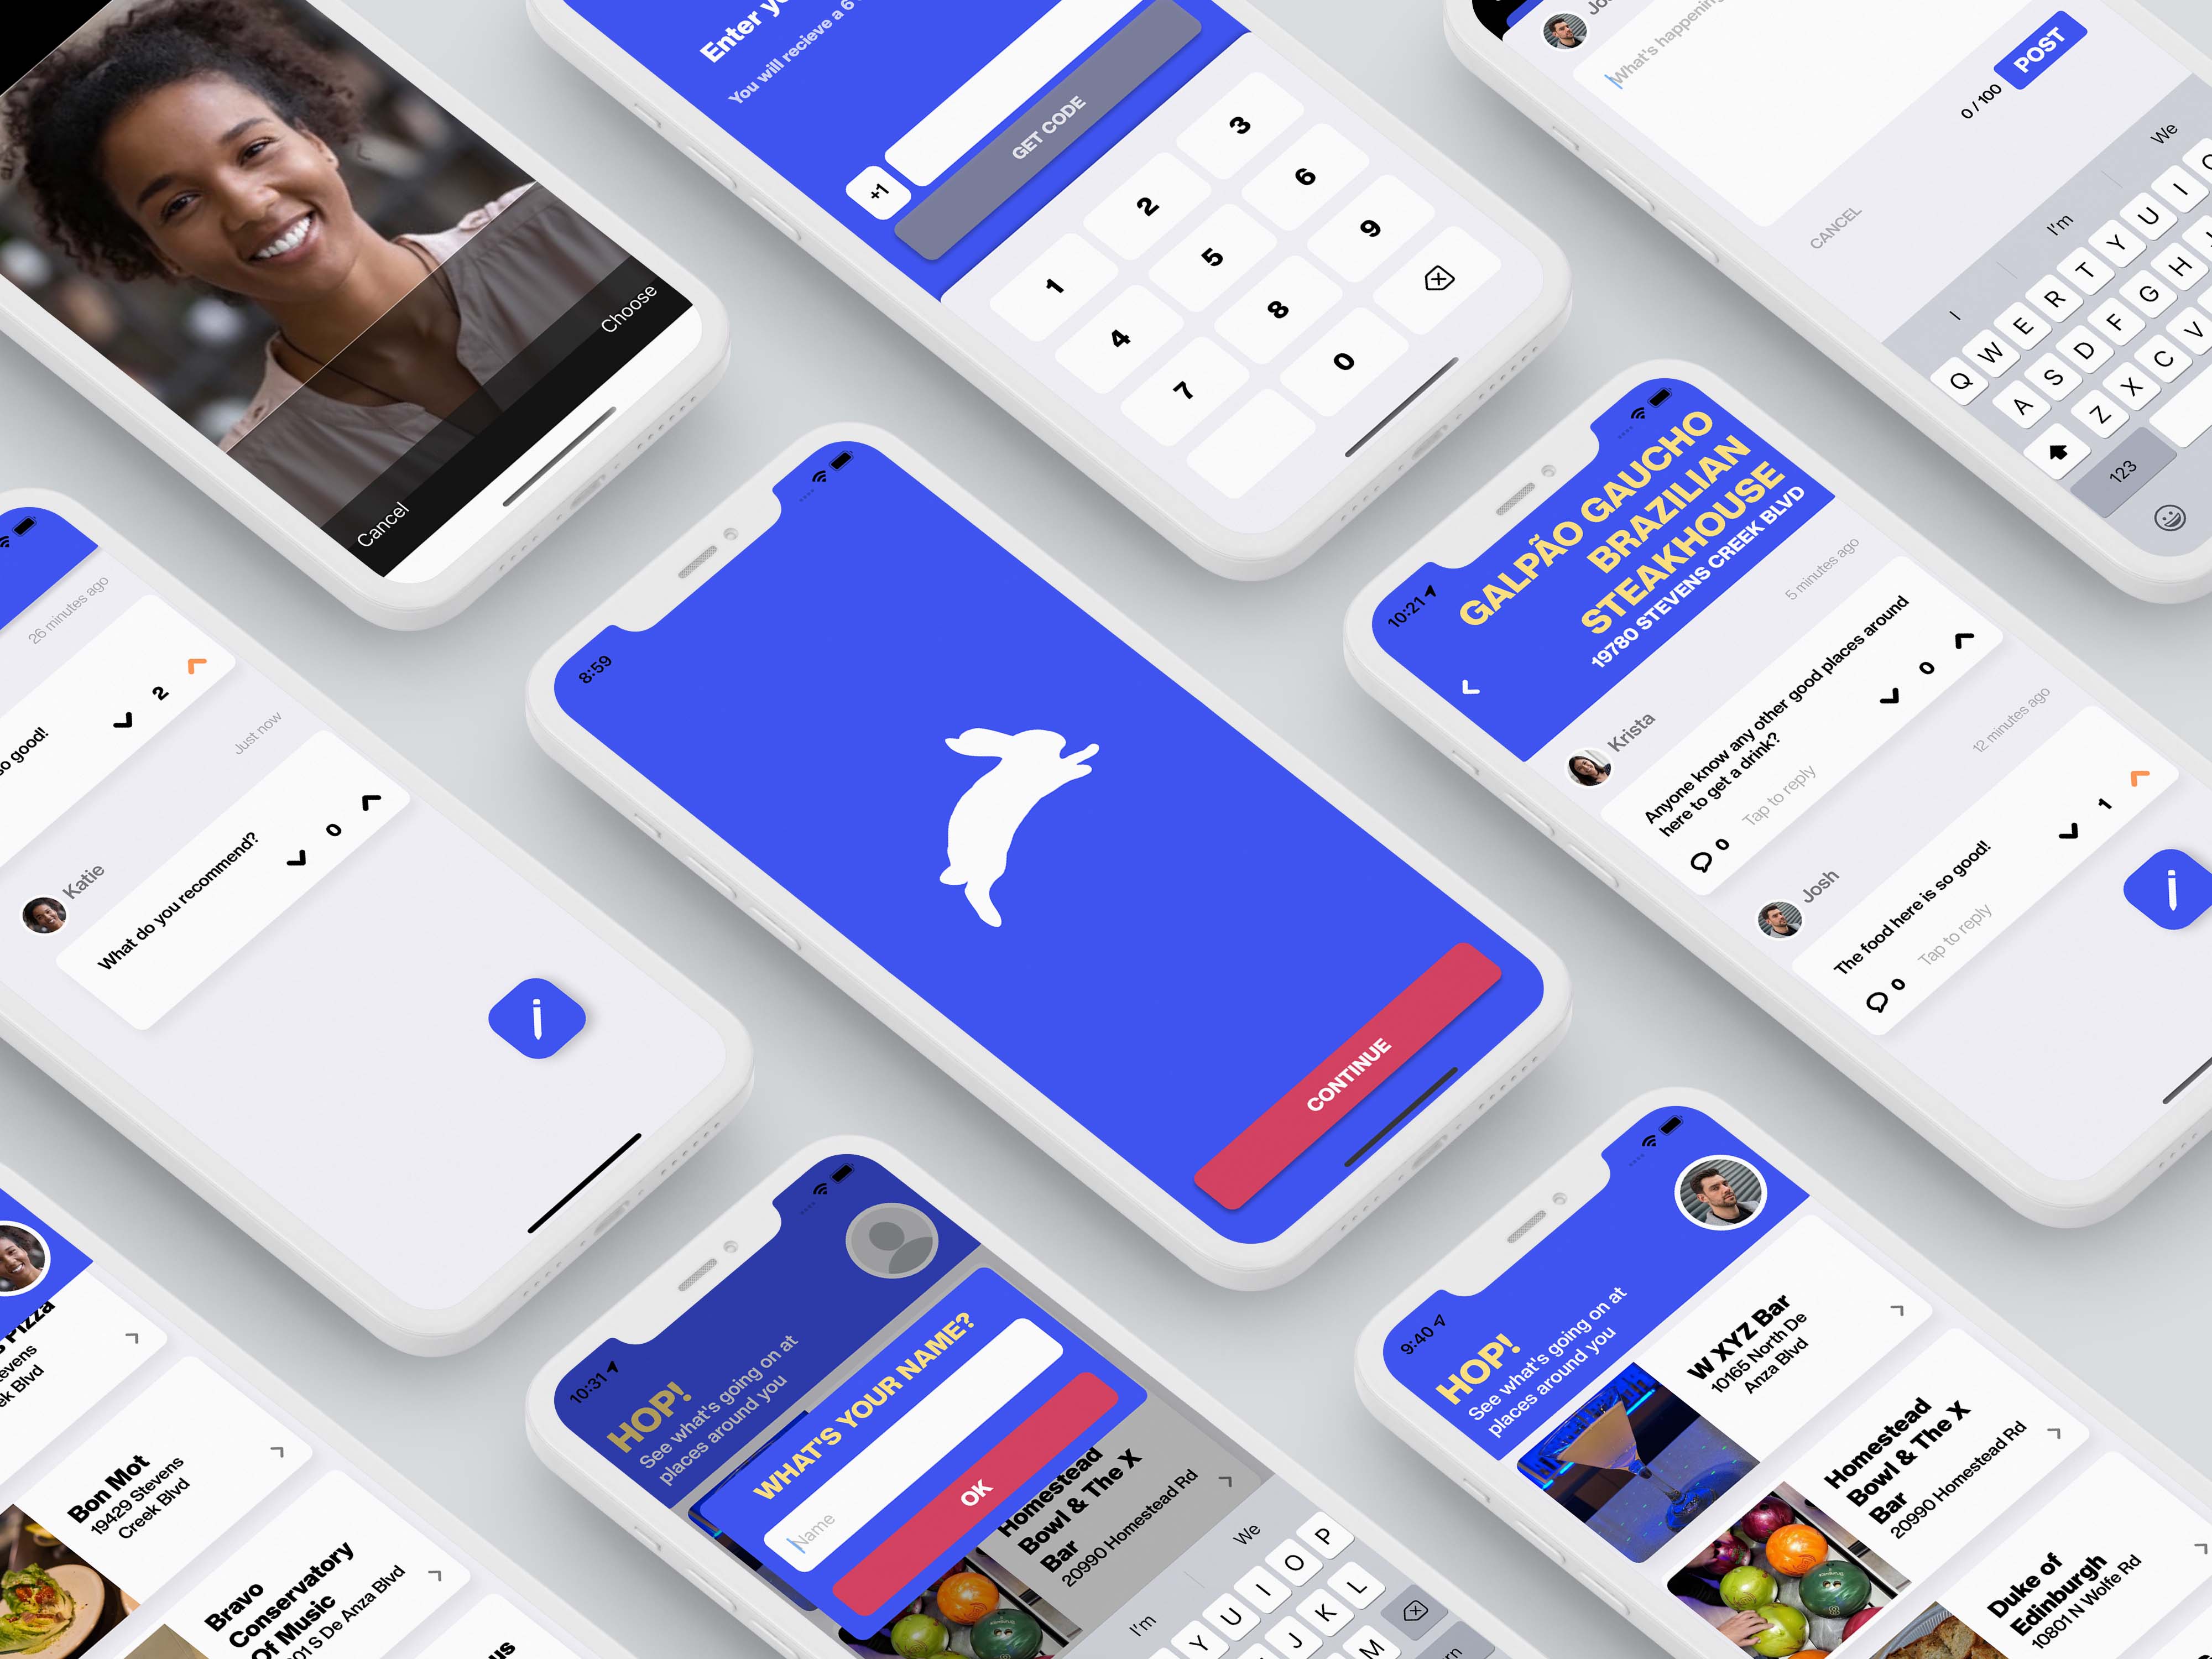 Choose
Cancel
Enter
You will recieve a 6
+1
GET CODE
1
2
3
4
5
6
7
8
9
0
What's happening
0 / 100
POST
CANCEL
I
I'm
We
Q W E R T Y U I
A S D F G H
Z X C V
123
26 minutes ago
so good!
2
Just now
Katie
What do you recommend?
0
8:59
CONTINUE
10:21
GALPÃO GAUCHO
BRAZILIAN
STEAKHOUSE
19780 STEVENS CREEK BLVD
5 minutes ago
Krista
Anyone know any other good places around
here to get a drink?
0
Tap to reply
0
12 minutes ago
Josh
The food here is so good!
1
Tap to reply
0
Pizza
Bon Mot
19429 Stevens
Creek Blvd
Bravo
Conservatory
Of Music
S De Anza Blvd
10:31
HOP!
See what's going on at
places around you
WHAT'S YOUR NAME?
Name
OK
Homestead
Bowl & The X
Bar
20990 Homestead Rd
I'm
We
Y U I O P
J K L
M
9:40
HOP!
See what's going on at
places around you
W XYZ Bar
10165 North De
Anza Blvd
Homestead
Bowl & The X
Bar
20990 Homestead Rd
Duke of
Edinburgh
10801 N Wolfe Rd